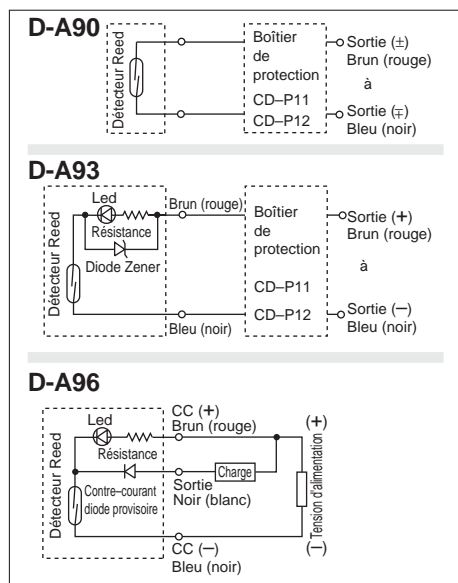 D-A90
Détecteur Reed
Boîtier
de
protection
CD–P11
CD–P12
Sortie (±)
Brun (rouge)
à
Sortie (∓)
Bleu (noir)
D-A93
Détecteur Reed
Led
Résistance
Diode Zener
Brun (rouge)
Bleu (noir)
Boîtier
de
protection
CD–P11
CD–P12
Sortie (+)
Brun (rouge)
à
Sortie (—)
Bleu (noir)
D-A96
Détecteur Reed
Led
Résistance
Contre–courant
diode provisoire
CC (+)
Brun (rouge)
Sortie
Noir (blanc)
Charge
CC (—)
Bleu (noir)
(+)
Tension d'alimentation
(—)